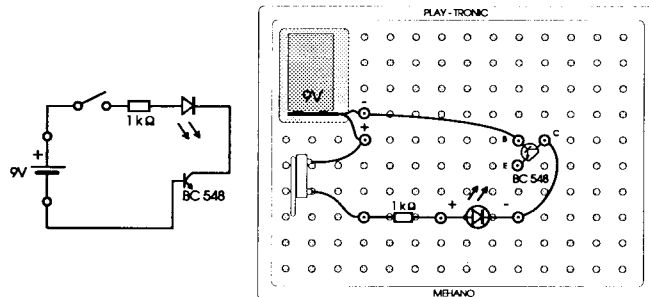 +
9V
1 kΩ
BC 548
PLAY - TRONIC
9V
-
+
B
C
E
BC 548
1 kΩ
+
-
MEHANO